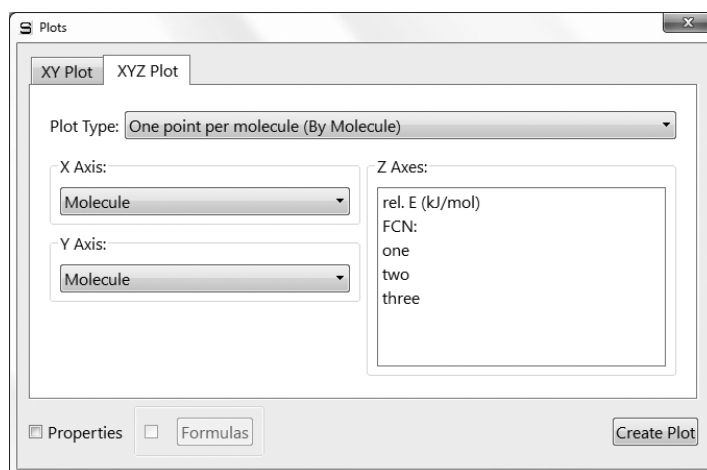 S Plots
x
XY Plot
XYZ Plot
Plot Type: One point per molecule (By Molecule)
X Axis:
Molecule
Y Axis:
Molecule
Z Axes:
rel. E (kJ/mol)
FCN:
one
two
three
Properties
Formulas
Create Plot